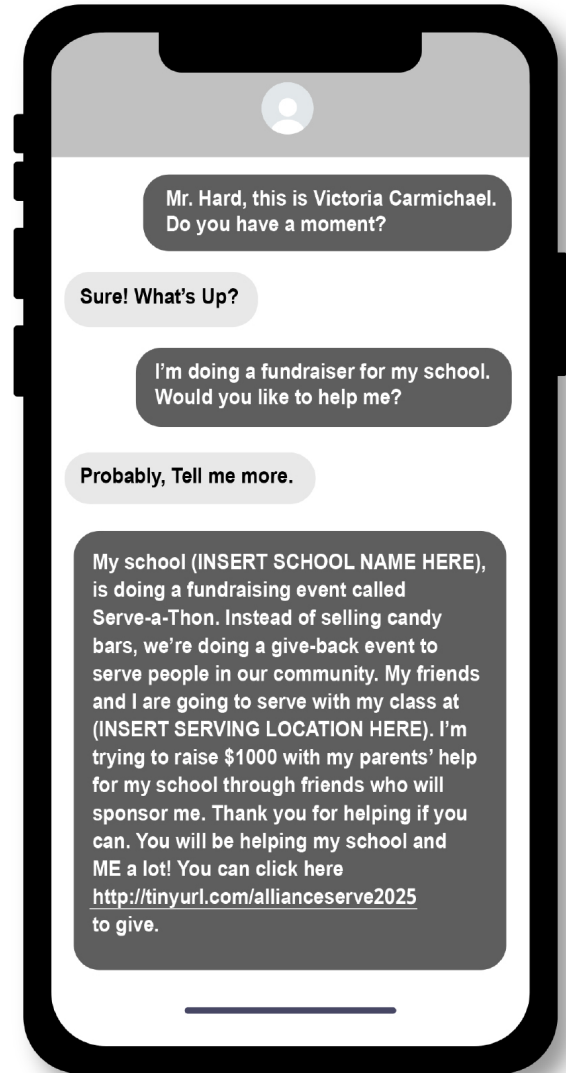 Mr. Hard, this is Victoria Carmichael.
Do you have a moment?
Sure! What's Up?
I'm doing a fundraiser for my school.
Would you like to help me?
Probably, Tell me more.
My school (INSERT SCHOOL NAME HERE),
is doing a fundraising event called
Serve-a-Thon. Instead of selling candy
bars, we're doing a give-back event to
serve people in our community. My friends
and I are going to serve with my class at
(INSERT SERVING LOCATION HERE). I'm
trying to raise $1000 with my parents' help
for my school through friends who will
sponsor me. Thank you for helping if you
can. You will be helping my school and
ME a lot! You can click here
http://tinyurl.com/allianceserve2025
to give.